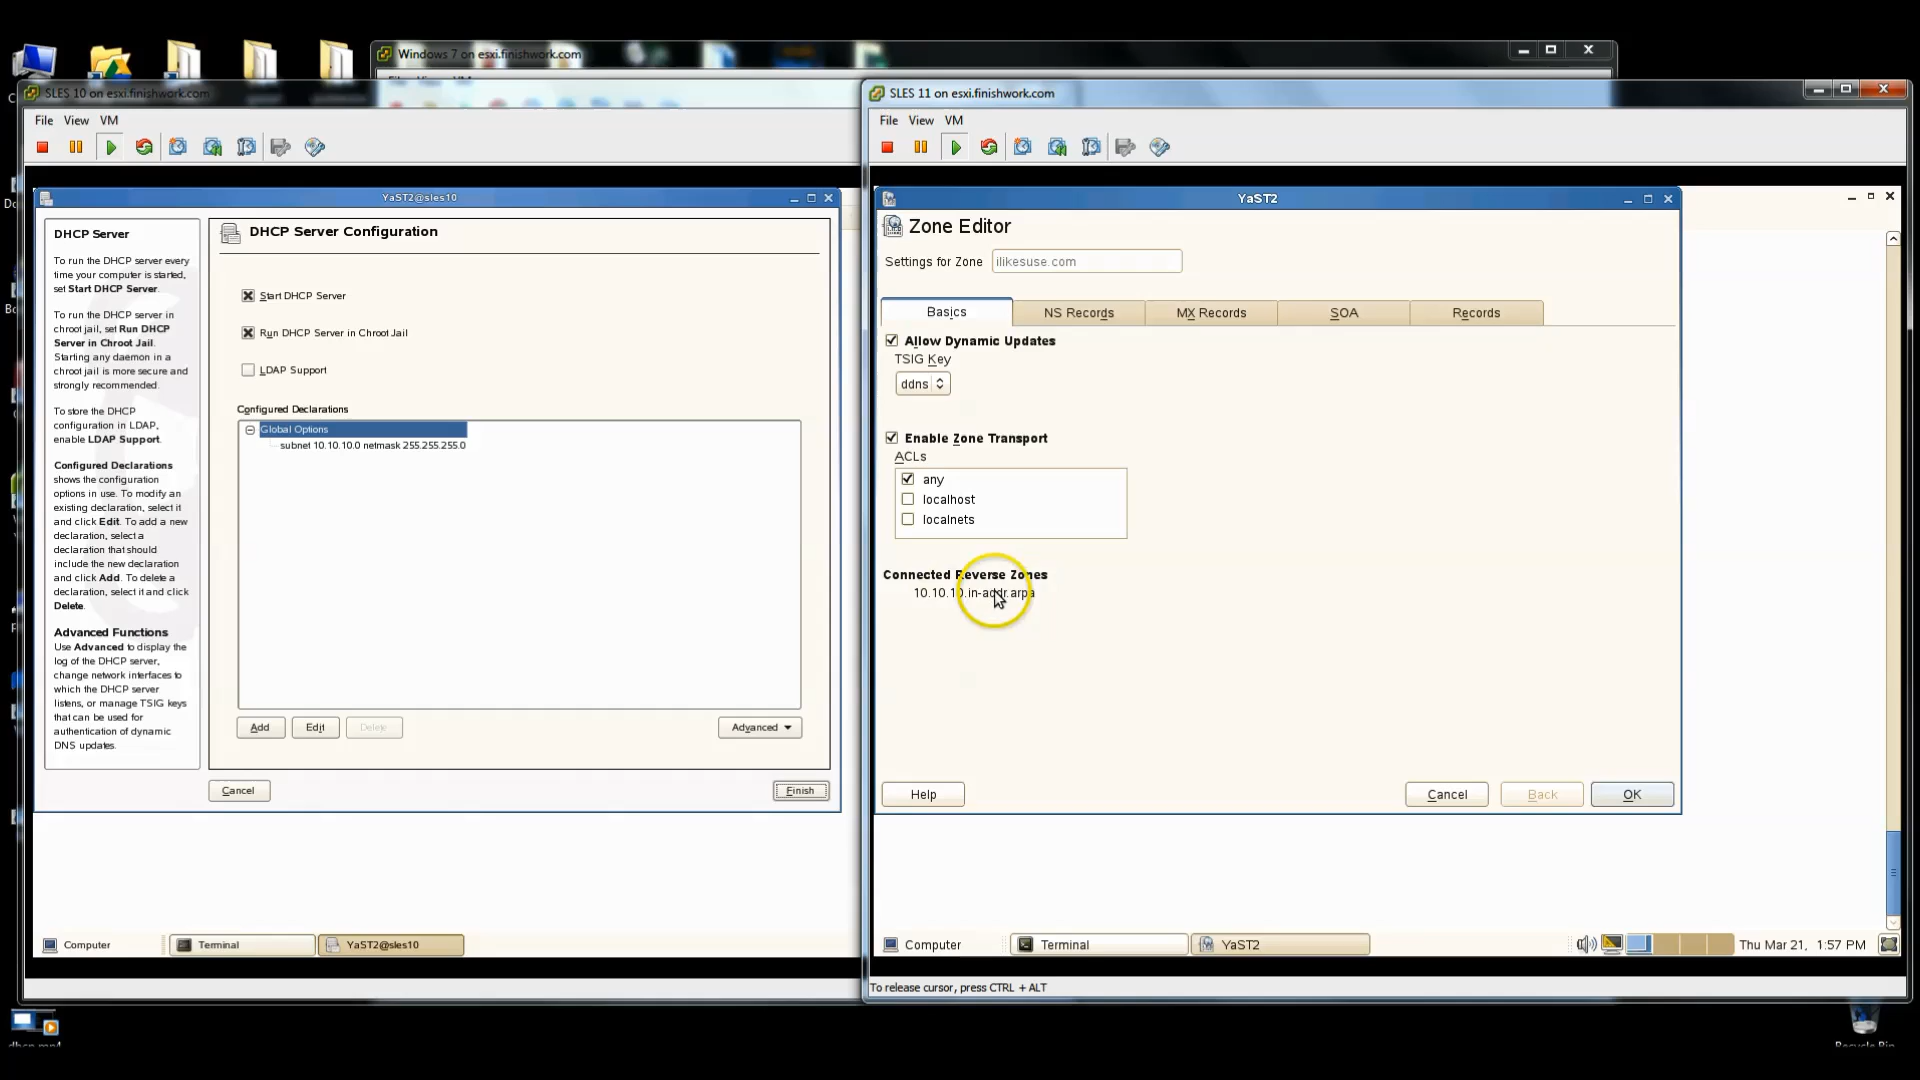 Windows 7 on esxi.finishwork.com
SLES 10 on esxi.finishwork.com
File View VM
YaST2@sles10
DHCP Server
To run the DHCP server every
time your computer is started,
set Start DHCP Server.
To run the DHCP server in
chroot jail, set Run DHCP
Server in Chroot Jail.
Starting any daemon in a
chroot jail is more secure and
strongly recommended.
To store the DHCP
configuration in LDAP,
enable LDAP Support.
Configured Declarations
shows the configuration
options in use. To modify an
existing declaration, select it
and click Edit. To add a new
declaration, select a
declaration that should
include the new declaration
and click Add. To delete a
declaration, select it and click
Delete.
Advanced Functions
Use Advanced to display the
log of the DHCP server,
change network interfaces to
which the DHCP server
listens, or manage TSIG keys
that can be used for
authentication of dynamic
DNS updates.
DHCP Server Configuration
Start DHCP Server
Run DHCP Server in Chroot Jail
LDAP Support
Configured Declarations
Global Options
subnet 10.10.10.0 netmask 255.255.255.0
Add Edit Delete Advanced
Cancel Finish
Computer Terminal YaST2@sles10
SLES 11 on esxi.finishwork.com
File View VM
YaST2
Zone Editor
Settings for Zone ilikesuse.com
Basics NS Records MX Records SOA Records
Allow Dynamic Updates
TSIG Key
ddns
Enable Zone Transport
ACLs
any
localhost
localnets
Connected Reverse Zones
10.10.10.in-addr.arpa
Help Cancel Back OK
Computer Terminal YaST2 Thu Mar 21, 1:57 PM
To release cursor, press CTRL + ALT